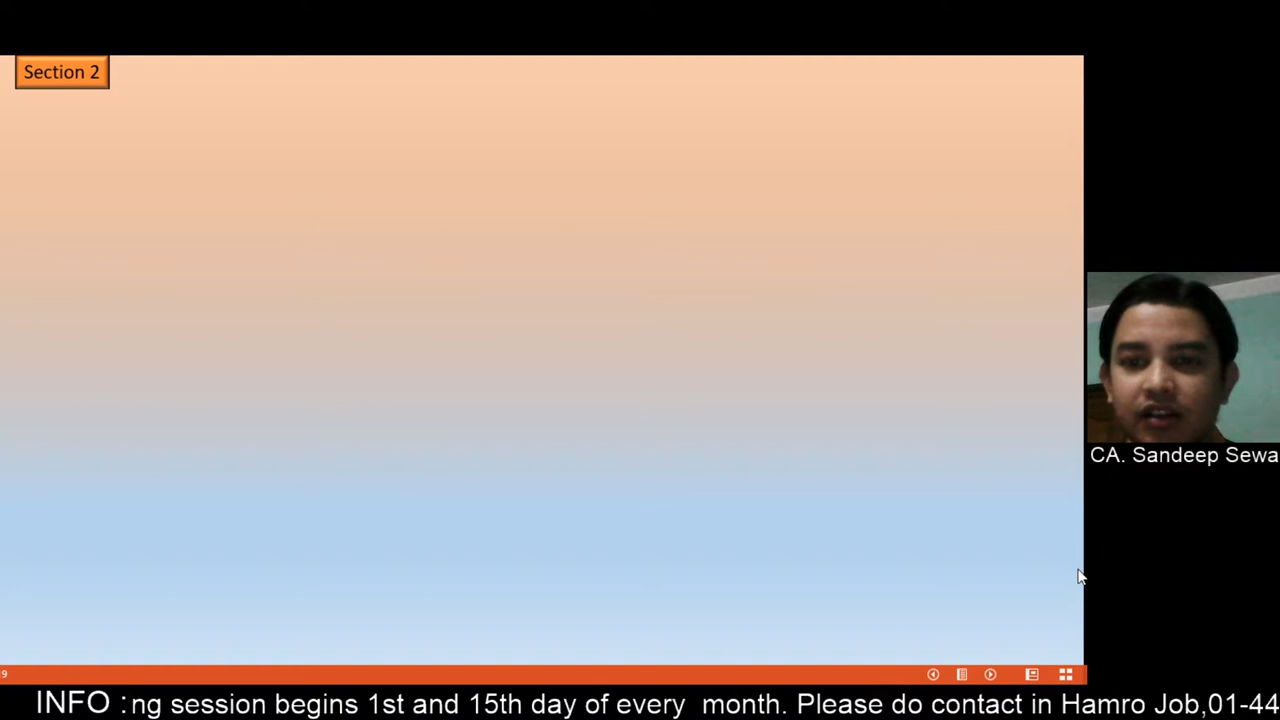 Section 2
CA. Sandeep Sewa
9
INFO : ng session begins 1st and 15th day of every month. Please do contact in Hamro Job,01-44